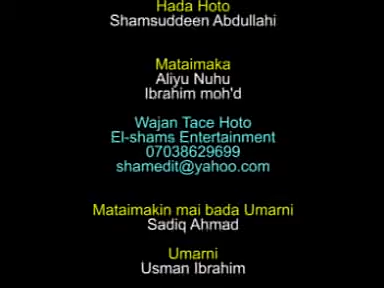 Hada Hoto
Shamsuddeen Abdullahi
Mataimaka
Aliyu Nuhu
Ibrahim moh'd
Wajan Tace Hoto
El-shams Entertainment
07038629699
shamedit@yahoo.com
Mataimakin mai bada Umarni
Sadiq Ahmad
Umarni
Usman Ibrahim